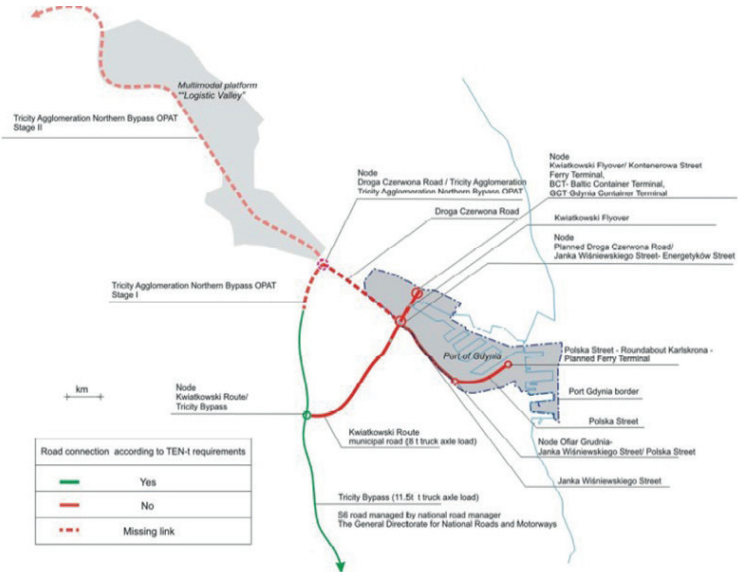 Multimodal platform
""Logistic Valley"
Tricity Agglomeration Northern Bypass OPAT
Stage II
Node
Droga Czerwona Road / Tricity Agglomeration
Tricity Agglomeration Northern Bypass OPAT
Droga Czerwona Road
Node
Kwiatkowski Flyover/ Kontenerowa Street
Ferry Terminal,
BCT- Baltic Container Terminal,
GCT Gdynia Container Terminal
Kwiatkowski Flyover
Node
Planned Droga Czerwona Road/
Janka Wiśniewskiego Street- Energetyków Street
Tricity Agglomeration Northern Bypass OPAT
Stage I
Port of Gdynia
Polska Street - Roundabout Karlskrona -
Planned Ferry Terminal
km
Port Gdynia border
Node
Kwiatkowski Route/
Tricity Bypass
Polska Street
Kwiatkowski Route
municipal road (8 t truck axle load)
Node Ofiar Grudnia-
Janka Wiśniewskiego Street/ Polska Street
Janka Wiśniewskiego Street
Road connection according to TEN-t requirements
Yes
No
Missing link
Tricity Bypass (11.5t t truck axle load)
S6 road managed by national road manager
The General Directorate for National Roads and Motorways